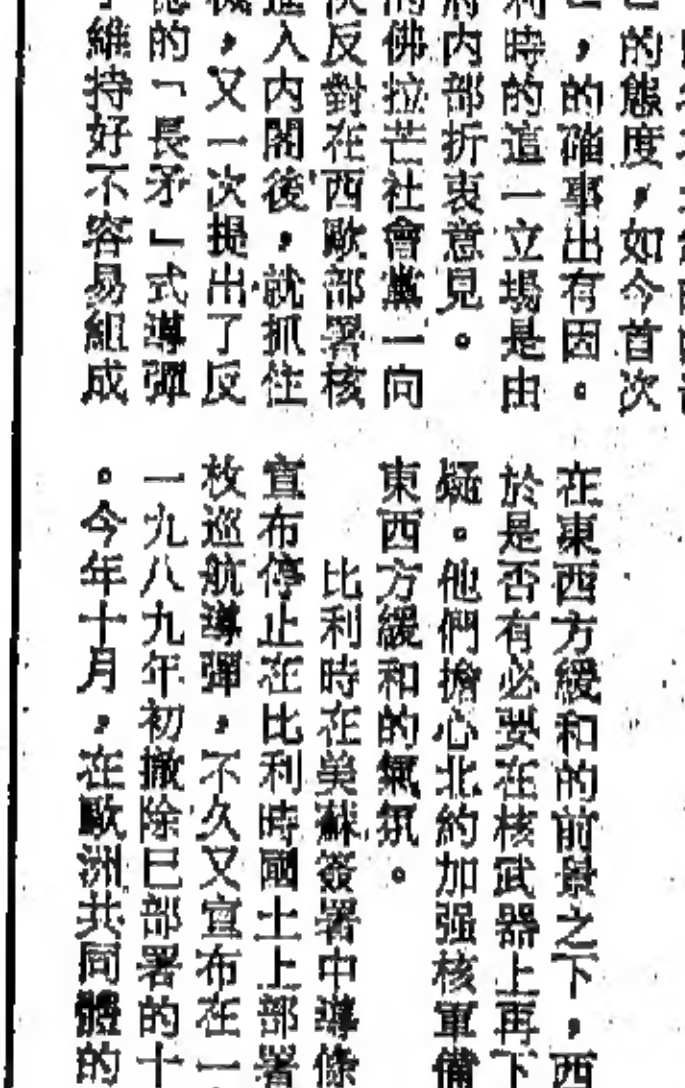 的態度，如今首次
，的確事出有因。
利時的這一立場是由
府內部折衷意見。
的佛拉芒社會黨一向
次反對在西歐部署核
進入內閣後，就抓住
機，又一次提出了反
德的「長矛」式導彈
維持好不容易組成
在東西方緩和的前景之下，西
於是否有必要在核武器上再下
疑。他們擔心北約加强核軍備
東西方緩和的氣氛。
比利時在美蘇簽署中導條
宣布停止在比利時國土上部署
枚巡航導彈，不久又宣布在一
一九八九年初撤除已部署的十
。今年十月，在歐洲共同體的